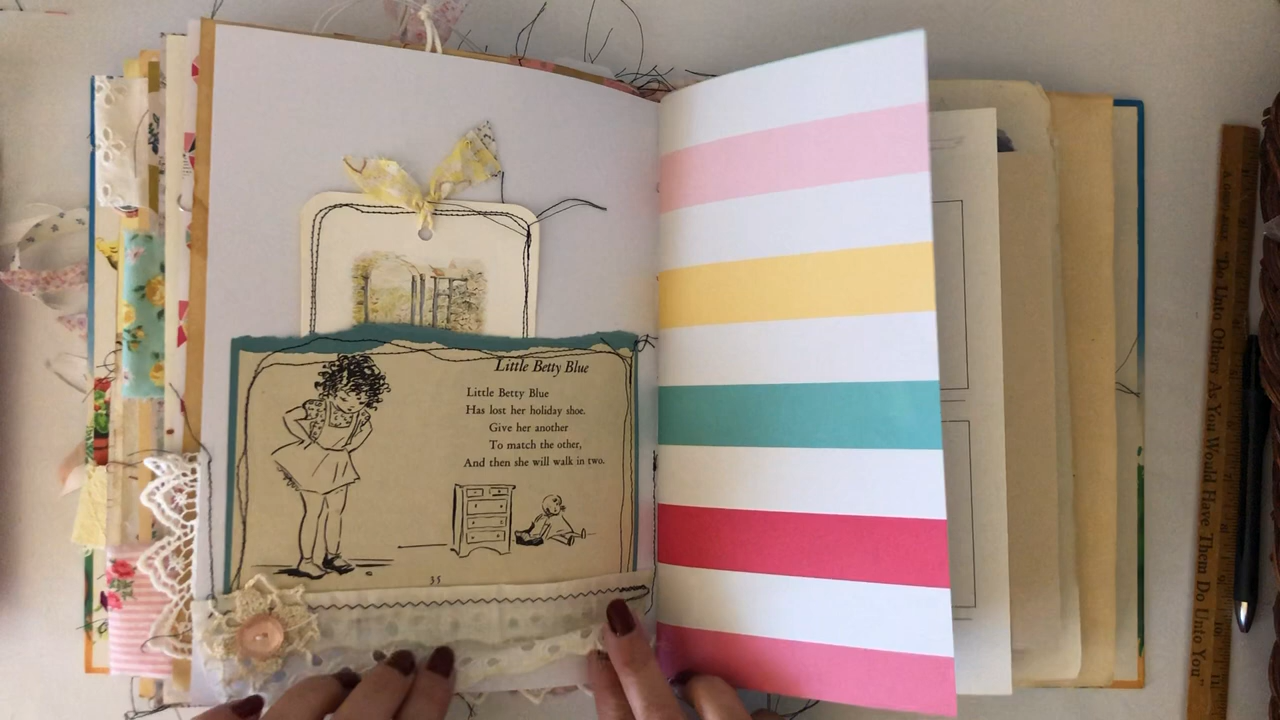 Little Betty Blue
Little Betty Blue
Has lost her holiday shoe.
Give her another
To match the other,
And then she will walk in two.
35
"Do Unto Others As You Would Have Them Do Unto You"